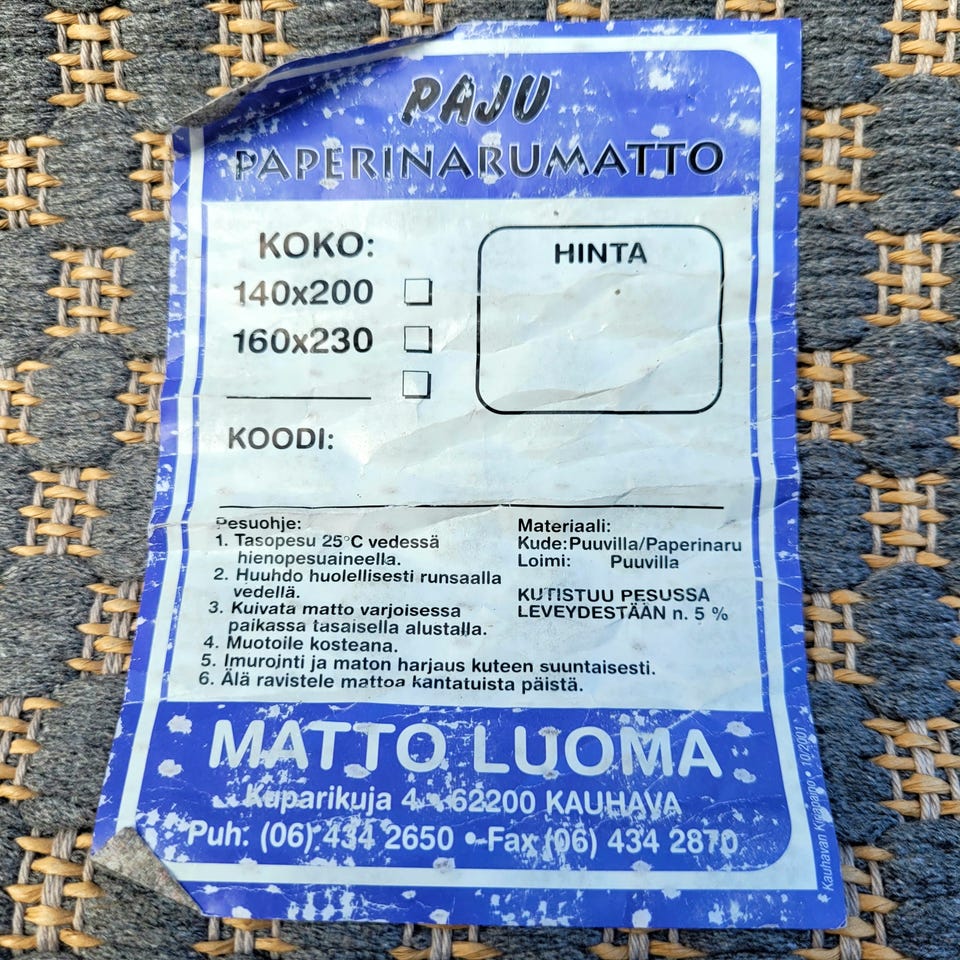 PAJU
PAPERINARUMATTO
KOKO:
140x200
160x230
HINTA
KOODI:
Pesuohje:
1. Tasopesu 25°C vedessä
hienopesuaineella.
2. Huuhdo huolellisesti runsaalla
vedellä.
3. Kuivata matto varjoisessa
paikassa tasaisella alustalla.
4. Muotoile kosteana.
5. Imurointi ja maton harjaus kuteen suuntaisesti.
6. Älä ravistele mattoa kantatuista päistä.
Materiaali:
Kude:Puuvilla/Paperinaru
Loimi: Puuvilla
KUTISTUU PESUSSA
LEVEYDESTÄÄN n. 5 %
MATTO LUOMA
Kuparikuja 4 • 62200 KAUHAVA
Puh. (06) 434 2650 • Fax (06) 434 2870
Kauhavan Kirjapaino • 10/2001